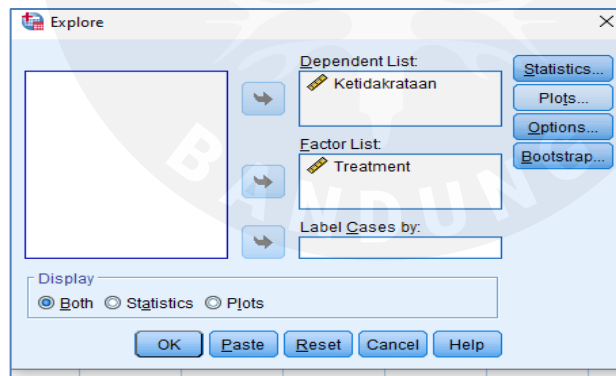 Explore
Dependent List:
Ketidakrataan
Factor List:
Treatment
Label Cases by:
Statistics...
Plots...
Options...
Bootstrap...
Display
Both Statistics Plots
OK Paste Reset Cancel Help
BANDUNG